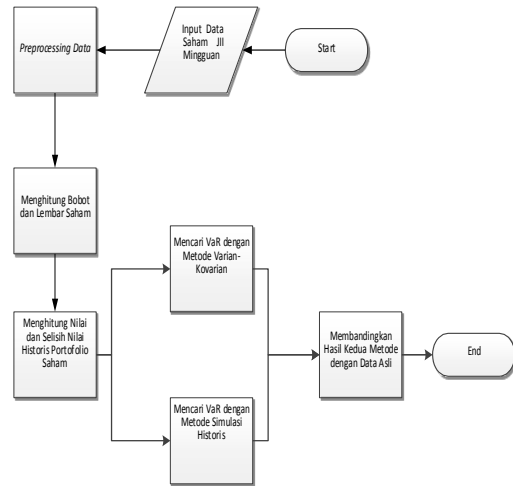 Start
Input Data
Saham JII
Mingguan
Preprocessing Data
Menghitung Bobot
dan Lembar Saham
Menghitung Nilai
dan Selisih Nilai
Historis Portofolio
Saham
Mencari VaR dengan
Metode Varian-
Kovarian
Mencari VaR dengan
Metode Simulasi
Historis
Membandingkan
Hasil Kedua Metode
dengan Data Asli
End